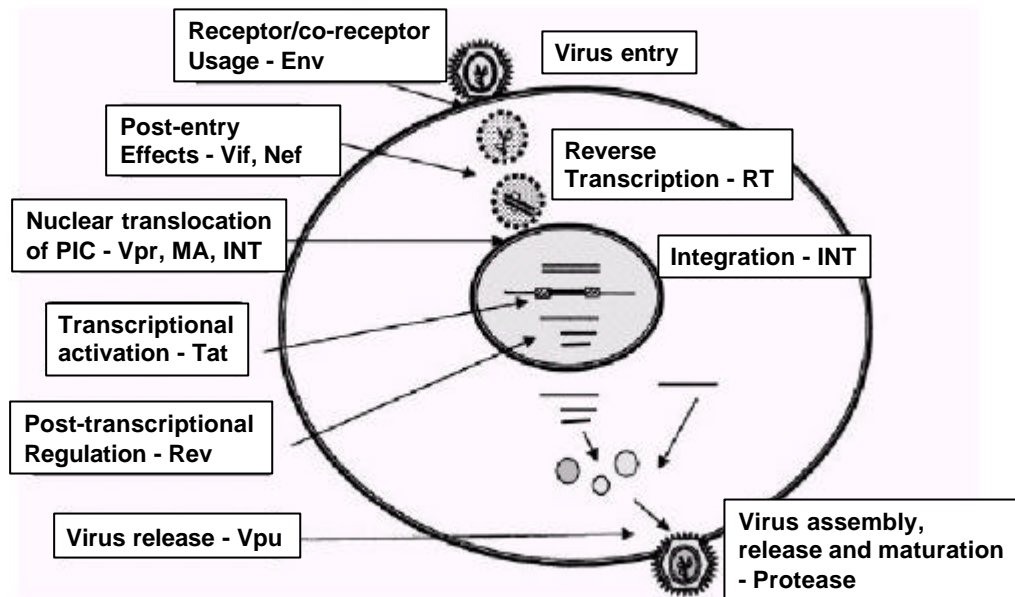 Receptor/co-receptor
Usage - Env
Virus entry
Post-entry
Effects - Vif, Nef
Reverse
Transcription - RT
Nuclear translocation
of PIC - Vpr, MA, INT
Integration - INT
Transcriptional
activation - Tat
Post-transcriptional
Regulation - Rev
Virus release - Vpu
Virus assembly,
release and maturation
- Protease